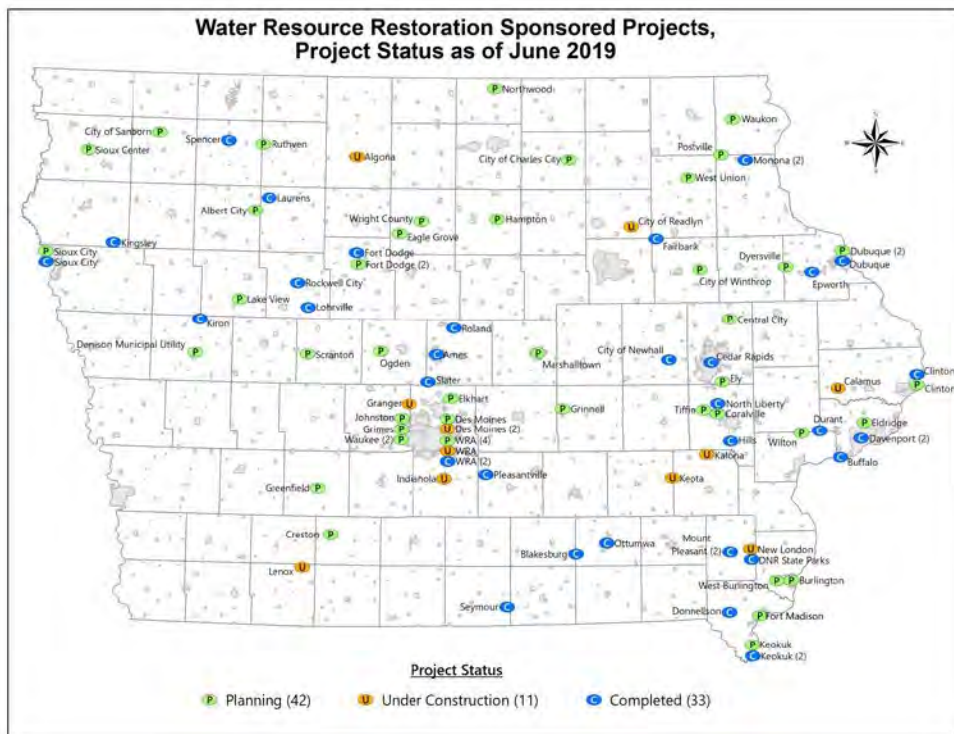 Water Resource Restoration Sponsored Projects,
Project Status as of June 2019
P Northwood
P Waukon
City of Sanborn P
Spencer C
P Ruthven
P Sioux Center
U Algona
City of Charles City P
Postville P
C Monona (2)
P West Union
C Laurens
Albert City P
Wright County P
P Hampton
P Eagle Grove
U City of Readlyn
C Fairbank
C Kingsley
P Sioux City
C Sioux City
C Fort Dodge
P Fort Dodge (2)
P Dubuque (2)
C Dubuque
Dyersville P
C Epworth
P City of Winthrop
C Rockwell City
P Lake View
C Lohrville
C Kiron
P Central City
C Roland
Denison Municipal Utility P
P Scranton
P Ogden
C Ames
P Marshalltown
City of Newhall C
C Cedar Rapids
C Slater
P Ely
C Clinton
P Clinton
U Calamus
Granger U
P Elkhart
Johnston P
P Des Moines
Grimes P
U Des Moines (2)
Waukee (2) P
P WRA (4)
U WRA
C WRA (2)
P Grinnell
C North Liberty
Tiffin P
P Coralville
C Hills
Durant C
Wilton P
P Eldridge
C Davenport (2)
C Buffalo
U Kalona
Indishola U
C Pleasantville
U Keota
Greenfield P
Creston P
Lenox U
C Ottumwa
Blakesburg C
Mount
Pleasant (2) C
U New London
C DNR State Parks
West Burlington P
P Burlington
Seymour C
Donnellson C
P Fort Madison
P Keokuk
C Keokuk (2)
Project Status
P Planning (42)
U Under Construction (11)
C Completed (33)